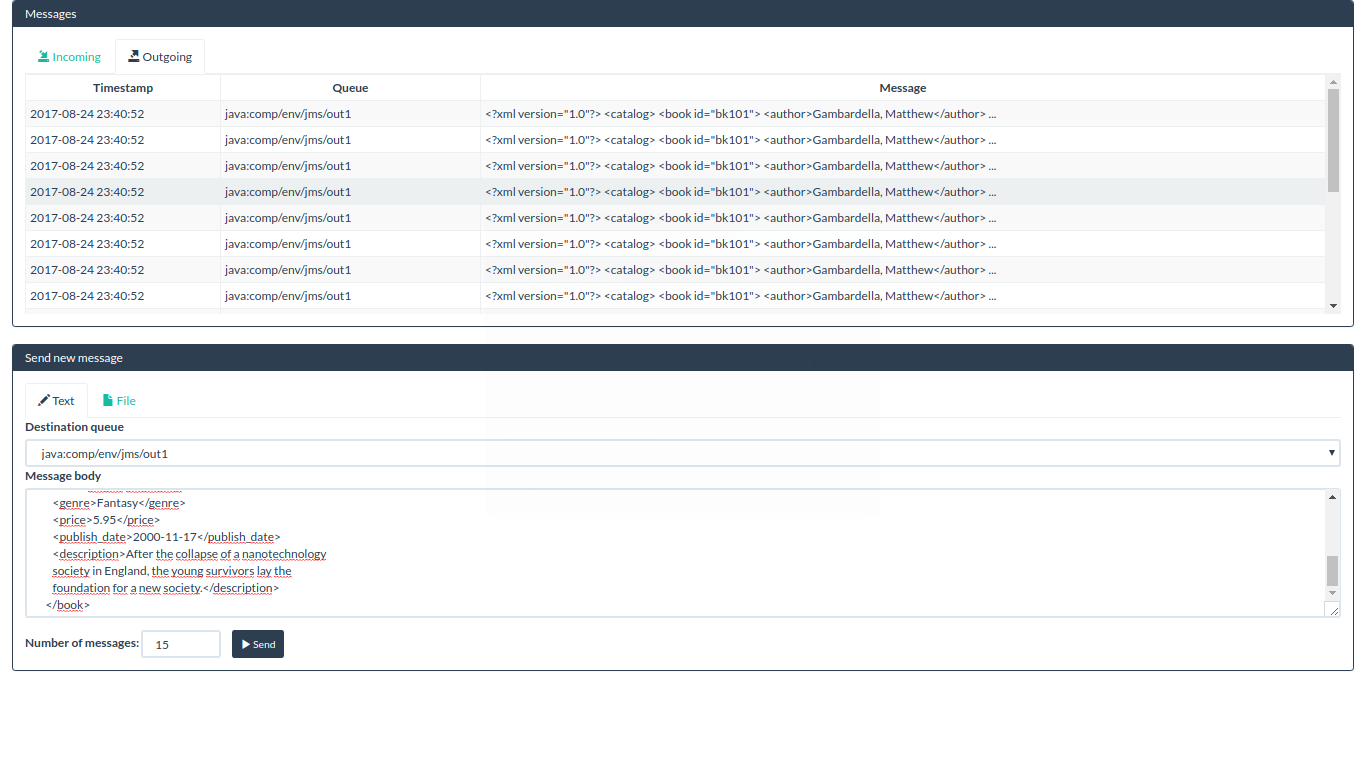 Messages
Incoming Outgoing
Timestamp Queue Message
2017-08-24 23:40:52 java:comp/env/jms/out1 <?xml version="1.0"?> <catalog> <book id="bk101"> <author>Gambardella, Matthew</author> ...
2017-08-24 23:40:52 java:comp/env/jms/out1 <?xml version="1.0"?> <catalog> <book id="bk101"> <author>Gambardella, Matthew</author> ...
2017-08-24 23:40:52 java:comp/env/jms/out1 <?xml version="1.0"?> <catalog> <book id="bk101"> <author>Gambardella, Matthew</author> ...
2017-08-24 23:40:52 java:comp/env/jms/out1 <?xml version="1.0"?> <catalog> <book id="bk101"> <author>Gambardella, Matthew</author> ...
2017-08-24 23:40:52 java:comp/env/jms/out1 <?xml version="1.0"?> <catalog> <book id="bk101"> <author>Gambardella, Matthew</author> ...
2017-08-24 23:40:52 java:comp/env/jms/out1 <?xml version="1.0"?> <catalog> <book id="bk101"> <author>Gambardella, Matthew</author> ...
2017-08-24 23:40:52 java:comp/env/jms/out1 <?xml version="1.0"?> <catalog> <book id="bk101"> <author>Gambardella, Matthew</author> ...
2017-08-24 23:40:52 java:comp/env/jms/out1 <?xml version="1.0"?> <catalog> <book id="bk101"> <author>Gambardella, Matthew</author> ...
Send new message
Text File
Destination queue
java:comp/env/jms/out1
Message body
<genre>Fantasy</genre>
<price>5.95</price>
<publish_date>2000-11-17</publish_date>
<description>After the collapse of a nanotechnology
society in England, the young survivors lay the
foundation for a new society.</description>
</book>
Number of messages: 15 Send